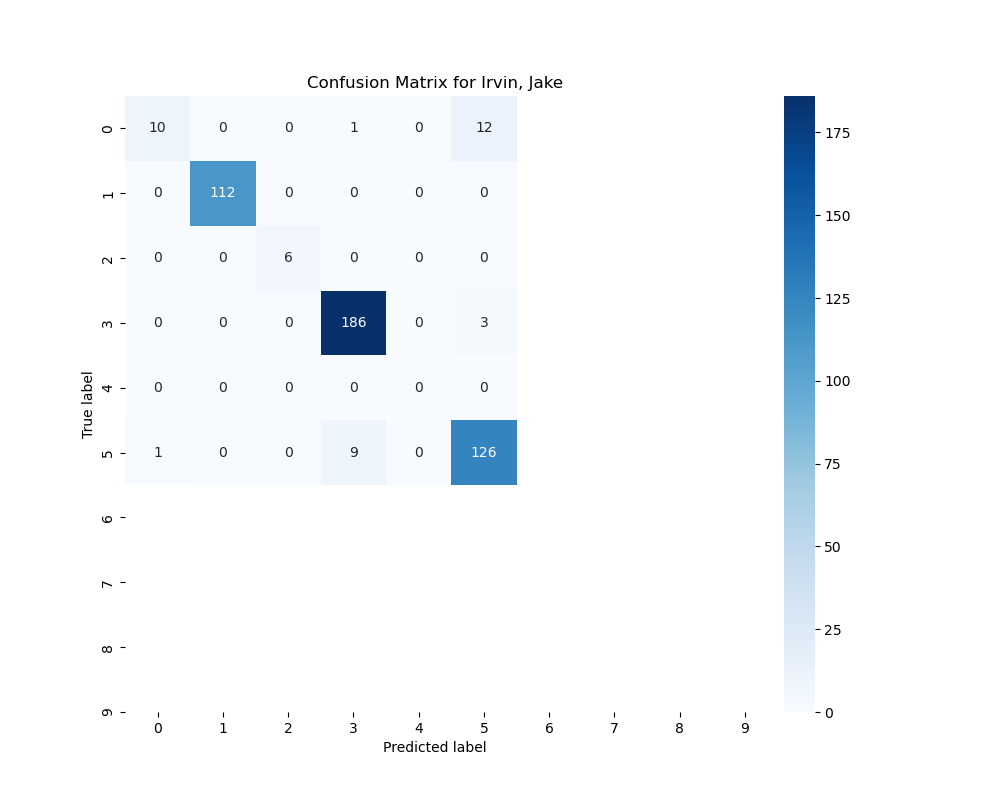 Confusion Matrix for Irvin, Jake
0 10 0 0 1 0 12
1 0 112 0 0 0 0
2 0 0 6 0 0 0
3 0 0 0 186 0 3
4 0 0 0 0 0 0
5 1 0 0 9 0 126
6
7
8
9
True label
0 1 2 3 4 5 6 7 8 9
Predicted label
175
150
125
100
75
50
25
0